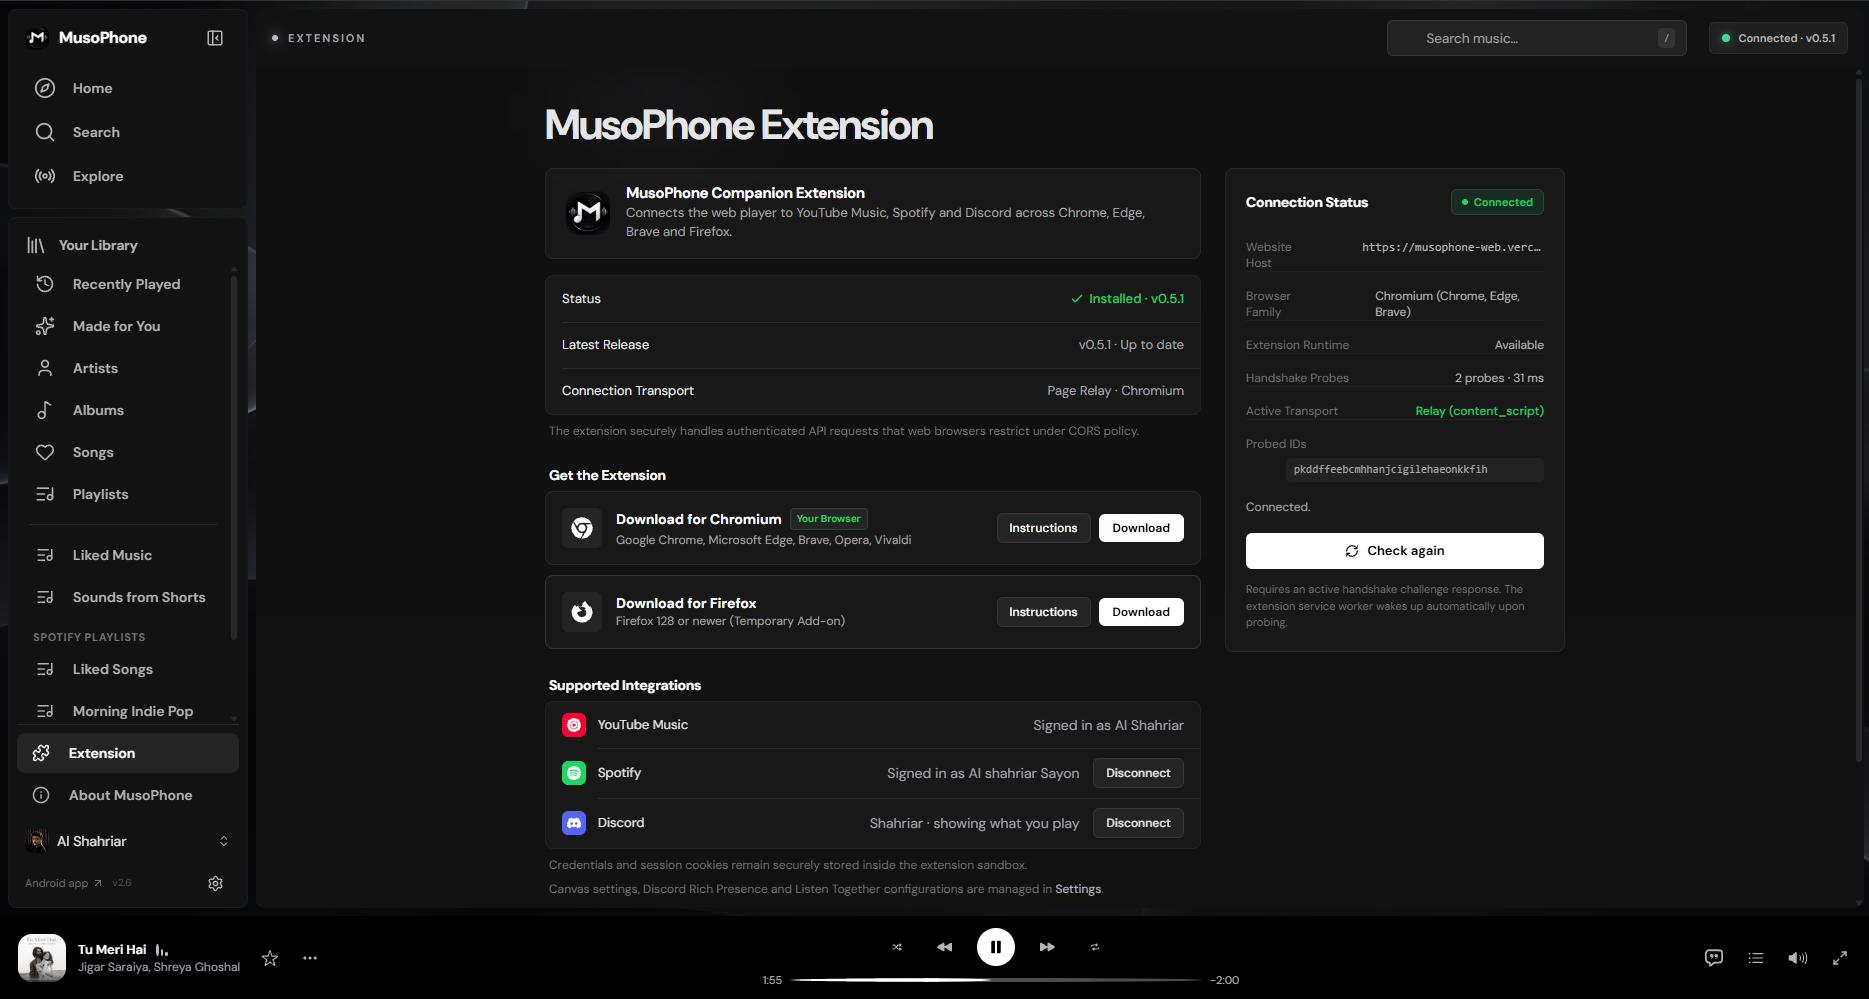 MusoPhone
Home
Search
Explore
Your Library
Recently Played
Made for You
Artists
Albums
Songs
Playlists
Liked Music
Sounds from Shorts
SPOTIFY PLAYLISTS
Liked Songs
Morning Indie Pop
Extension
About MusoPhone
Al Shahriar
Android app ↗ v2.6
EXTENSION
Search music...
/
Connected · v0.5.1
MusoPhone Extension
MusoPhone Companion Extension
Connects the web player to YouTube Music, Spotify and Discord across Chrome, Edge,
Brave and Firefox.
Status
Installed · v0.5.1
Latest Release
v0.5.1 · Up to date
Connection Transport
Page Relay · Chromium
The extension securely handles authenticated API requests that web browsers restrict under CORS policy.
Get the Extension
Download for Chromium
Your Browser
Google Chrome, Microsoft Edge, Brave, Opera, Vivaldi
Instructions
Download
Download for Firefox
Firefox 128 or newer (Temporary Add-on)
Instructions
Download
Supported Integrations
YouTube Music
Signed in as Al Shahriar
Spotify
Signed in as Al shahriar Sayon
Disconnect
Discord
Shahriar · showing what you play
Disconnect
Credentials and session cookies remain securely stored inside the extension sandbox.
Canvas settings, Discord Rich Presence and Listen Together configurations are managed in Settings.
Connection Status
Connected
Website
Host
https://musophone-web.verc…
Browser
Family
Chromium (Chrome, Edge,
Brave)
Extension Runtime
Available
Handshake Probes
2 probes · 31 ms
Active Transport
Relay (content_script)
Probed IDs
pkddffeebcmhhanjcigilehaeonkkfih
Connected.
Check again
Requires an active handshake challenge response. The
extension service worker wakes up automatically upon
probing.
Tu Meri Hai
Jigar Saraiya, Shreya Ghoshal
1:55
-2:00